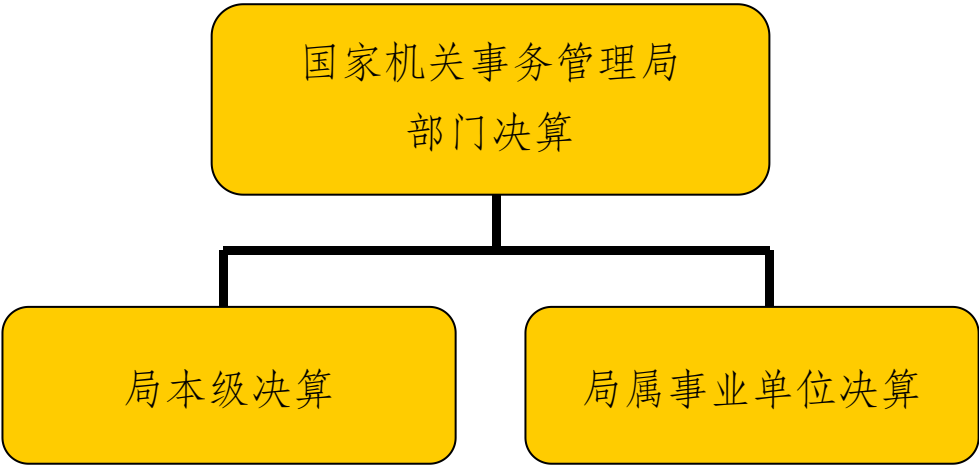 国家机关事务管理局
部门决算
局本级决算
局属事业单位决算